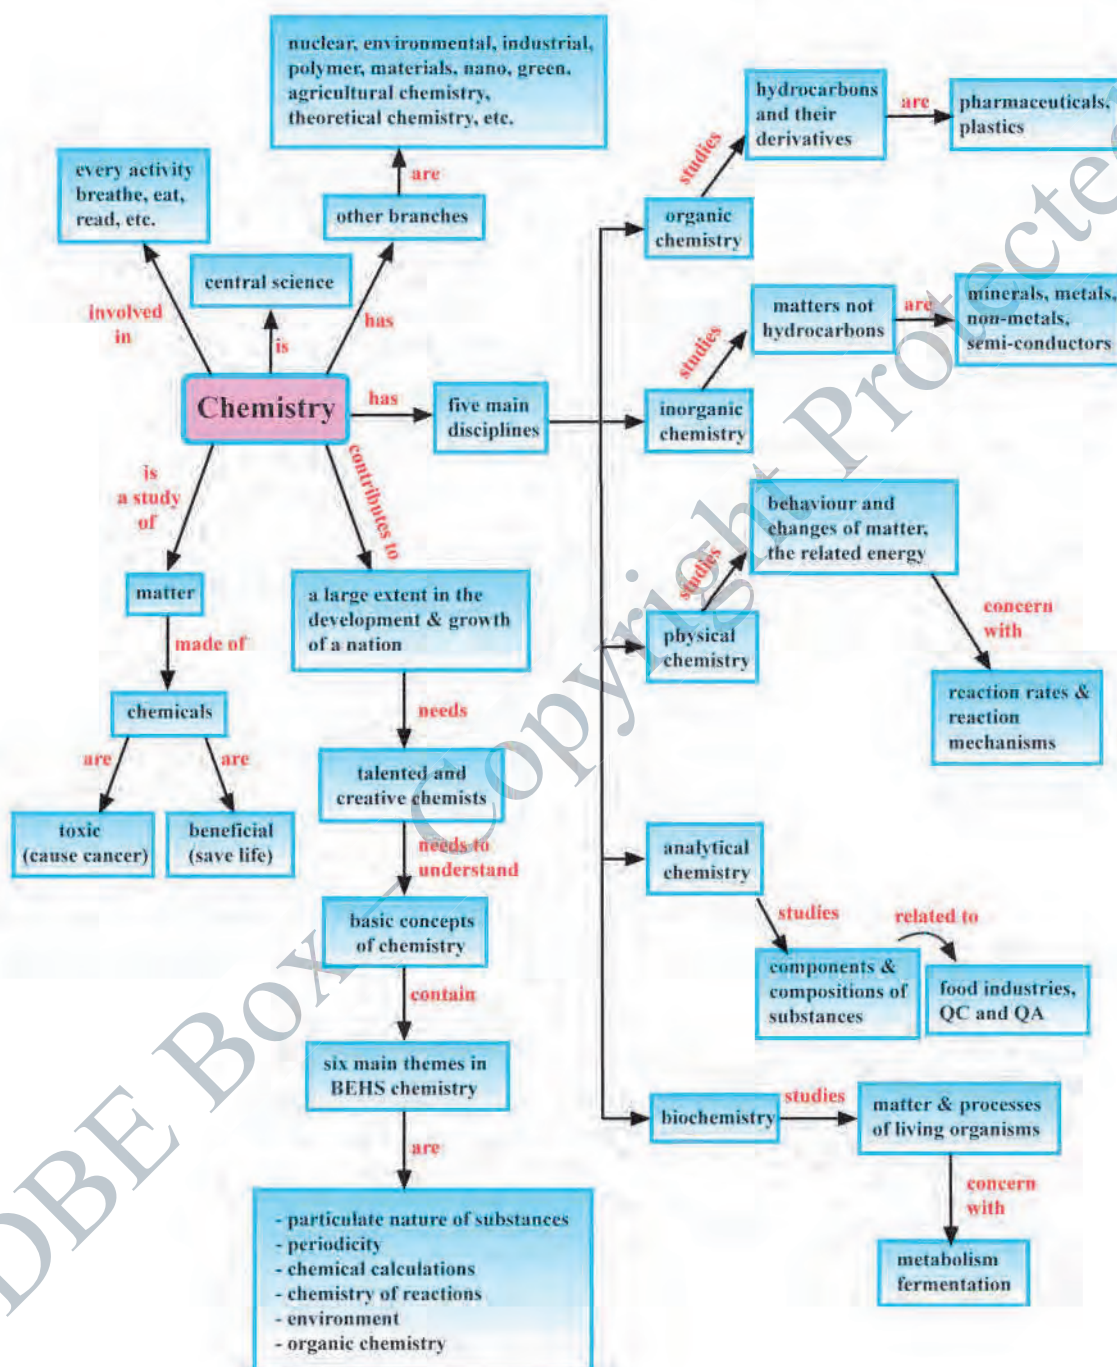 nuclear, environmental, industrial,
polymer, materials, nano, green,
agricultural chemistry,
theoretical chemistry, etc.
are
every activity
breathe, eat,
read, etc.
other branches
central science
involved
in
is
has
Chemistry
has
five main
disciplines
is
a study
of
contributes to
matter
made of
chemicals
are
are
toxic
(cause cancer)
beneficial
(save life)
a large extent in the
development & growth
of a nation
needs
talented and
creative chemists
needs to
understand
basic concepts
of chemistry
contain
six main themes in
BEHS chemistry
are
- particulate nature of substances
- periodicity
- chemical calculations
- chemistry of reactions
- environment
- organic chemistry
organic
chemistry
studies
hydrocarbons
and their
derivatives
are
pharmaceuticals,
plastics
inorganic
chemistry
studies
matters not
hydrocarbons
are
minerals, metals,
non-metals,
semi-conductors
physical
chemistry
studies
behaviour and
changes of matter,
the related energy
concern
with
reaction rates &
reaction
mechanisms
analytical
chemistry
studies
components &
compositions of
substances
related to
food industries,
QC and QA
biochemistry
studies
matter & processes
of living organisms
concern
with
metabolism
fermentation
DBE Box – Copyright Protected